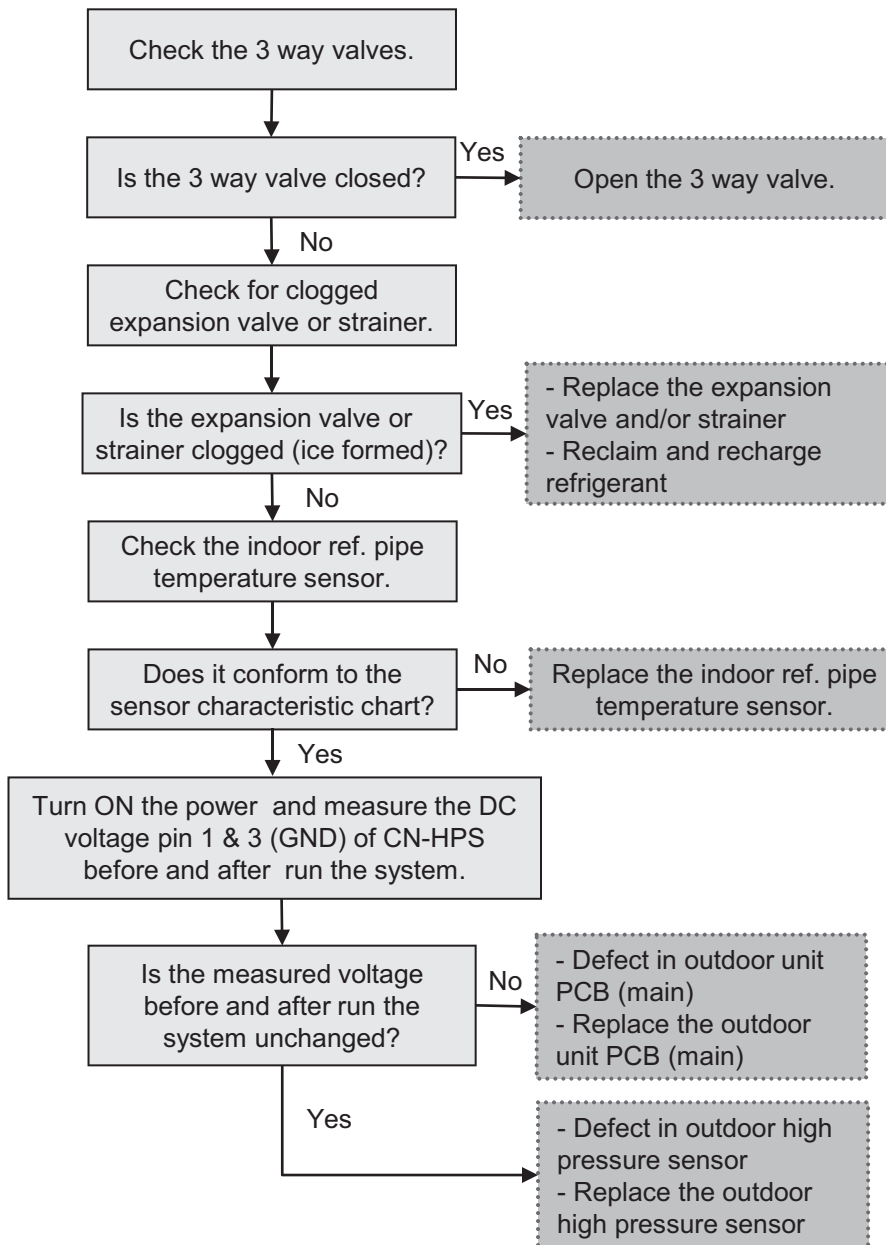 Check the 3 way valves.
Is the 3 way valve closed?
Yes
Open the 3 way valve.
No
Check for clogged
expansion valve or strainer.
Is the expansion valve or
strainer clogged (ice formed)?
Yes
- Replace the expansion
valve and/or strainer
- Reclaim and recharge
refrigerant
No
Check the indoor ref. pipe
temperature sensor.
Does it conform to the
sensor characteristic chart?
No
Replace the indoor ref. pipe
temperature sensor.
Yes
Turn ON the power and measure the DC
voltage pin 1 & 3 (GND) of CN-HPS
before and after run the system.
Is the measured voltage
before and after run the
system unchanged?
No
- Defect in outdoor unit
PCB (main)
- Replace the outdoor
unit PCB (main)
Yes
- Defect in outdoor high
pressure sensor
- Replace the outdoor
high pressure sensor